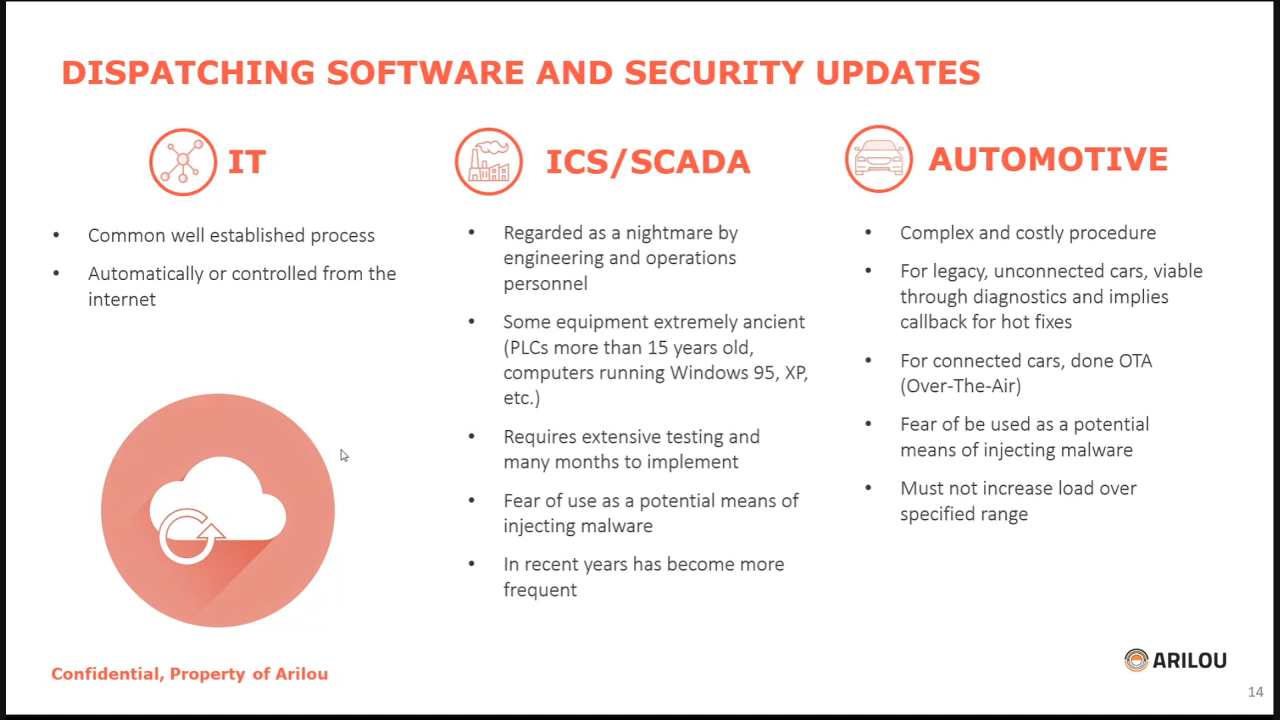 DISPATCHING SOFTWARE AND SECURITY UPDATES
IT
• Common well established process
• Automatically or controlled from the
internet
ICS/SCADA
• Regarded as a nightmare by
engineering and operations
personnel
• Some equipment extremely ancient
(PLCs more than 15 years old,
computers running Windows 95, XP,
etc.)
• Requires extensive testing and
many months to implement
• Fear of use as a potential means of
injecting malware
• In recent years has become more
frequent
AUTOMOTIVE
• Complex and costly procedure
• For legacy, unconnected cars, viable
through diagnostics and implies
callback for hot fixes
• For connected cars, done OTA
(Over-The-Air)
• Fear of be used as a potential
means of injecting malware
• Must not increase load over
specified range
Confidential, Property of Arilou
ARILOU
14